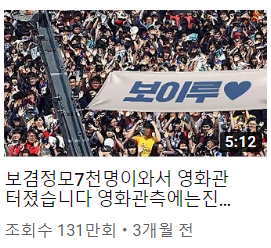 보이루♥
5:12
보겸정모7천명이와서 영화관
터졌습니다 영화관측에는진...
조회수 131만회 • 3개월 전